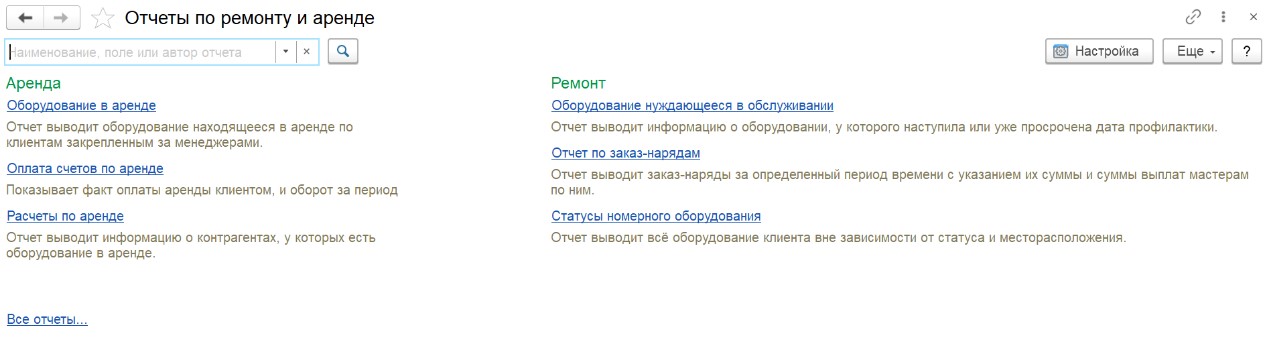 Отчеты по ремонту и аренде
Наименование, поле или автор отчета
Настройка
Еще
?
Аренда
Оборудование в аренде
Отчет выводит оборудование находящееся в аренде по
клиентам закрепленным за менеджерами.
Оплата счетов по аренде
Показывает факт оплаты аренды клиентом, и оборот за период
Расчеты по аренде
Отчет выводит информацию о контрагентах, у которых есть
оборудование в аренде.
Ремонт
Оборудование нуждающееся в обслуживании
Отчет выводит информацию о оборудовании, у которого наступила или уже просрочена дата профилактики.
Отчет по заказ-нарядам
Отчет выводит заказ-наряды за определенный период времени с указанием их суммы и суммы выплат мастерам
по ним.
Статусы номерного оборудования
Отчет выводит всё оборудование клиента вне зависимости от статуса и месторасположения.
Все отчеты...